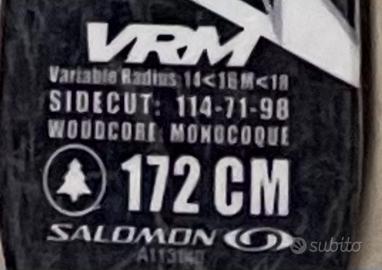 VRM
Variable Radius 14<16M<18
SIDECUT: 114-71-98
WOODCORE MONOCOQUE
172 CM
SALOMON
subito